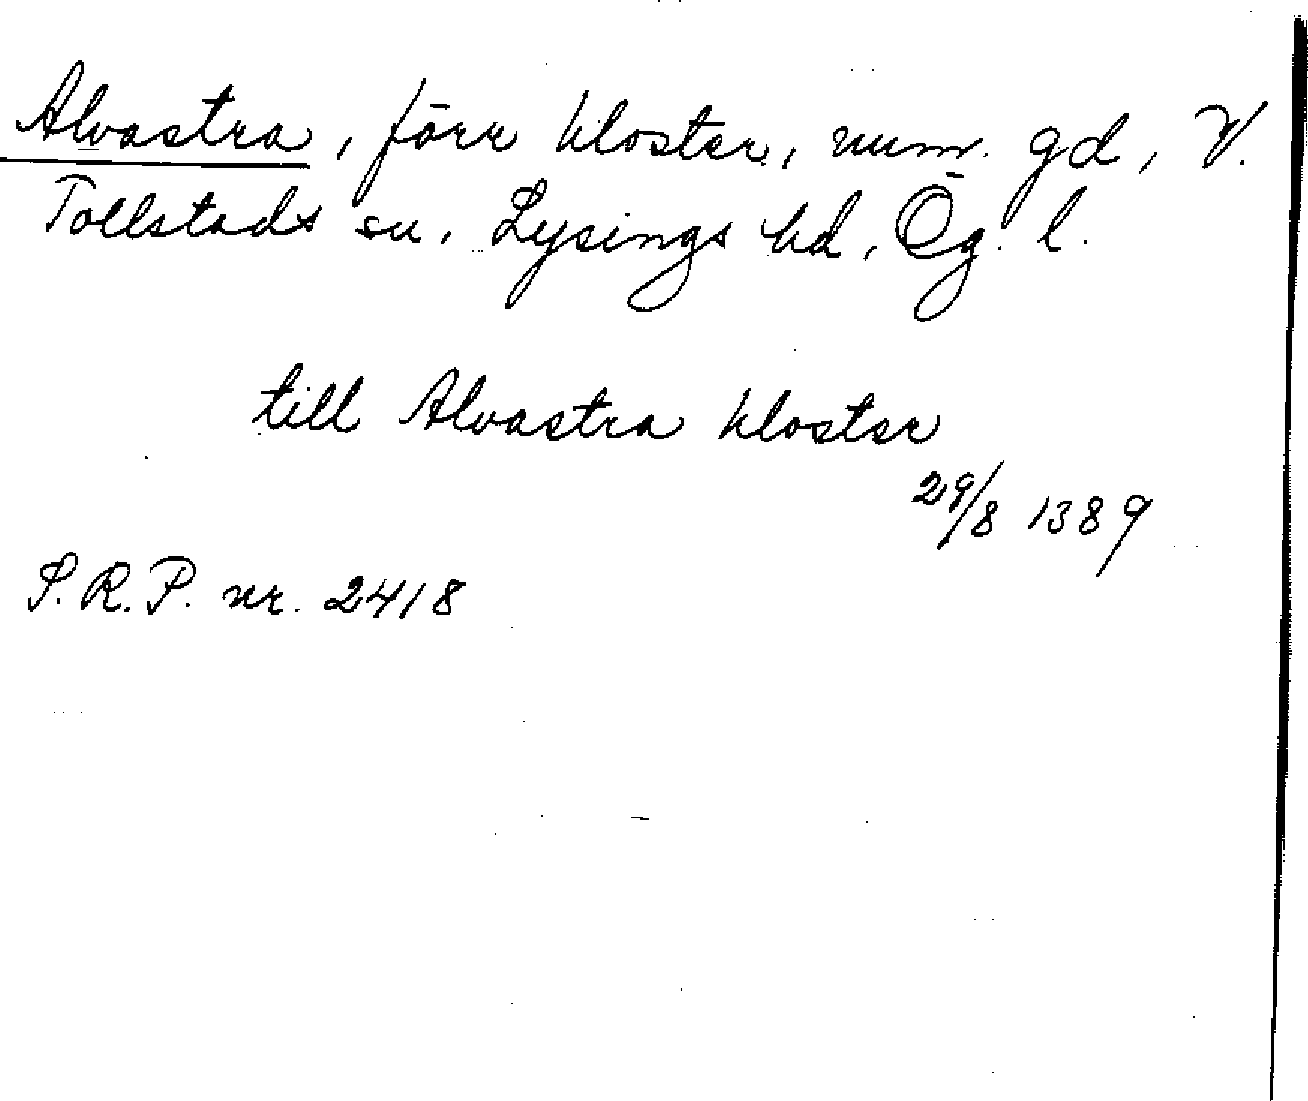 Alvastra, förr kloster, num. gd, V.
Tollstads sn, Lysings hd, Ög. l.
till Alvastra kloster
29/8 1389
S.R.P. nr. 2418